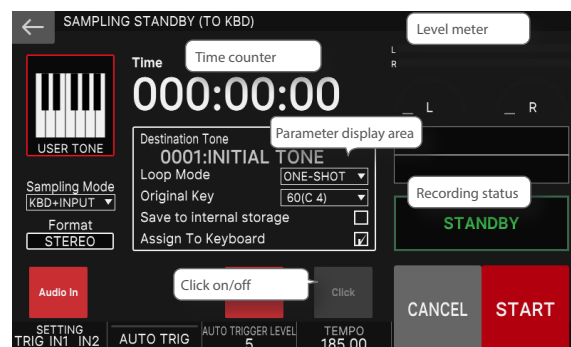 SAMPLING STANDBY (TO KBD)
Level meter
Time
Time counter
L
R
000:00:00
_ L
_ R
USER TONE
Destination Tone
Parameter display area
0001:INITIAL TONE
Loop Mode
ONE-SHOT ▼
Original Key
60(C 4) ▼
Save to internal storage
Assign To Keyboard
Sampling Mode
KBD+INPUT ▼
Format
STEREO
Recording status
STANDBY
Audio In
Click on/off
Click
CANCEL
START
SETTING
TRIG IN1 IN2
AUTO TRIG
AUTO TRIGGER LEVEL
5
TEMPO
185.00